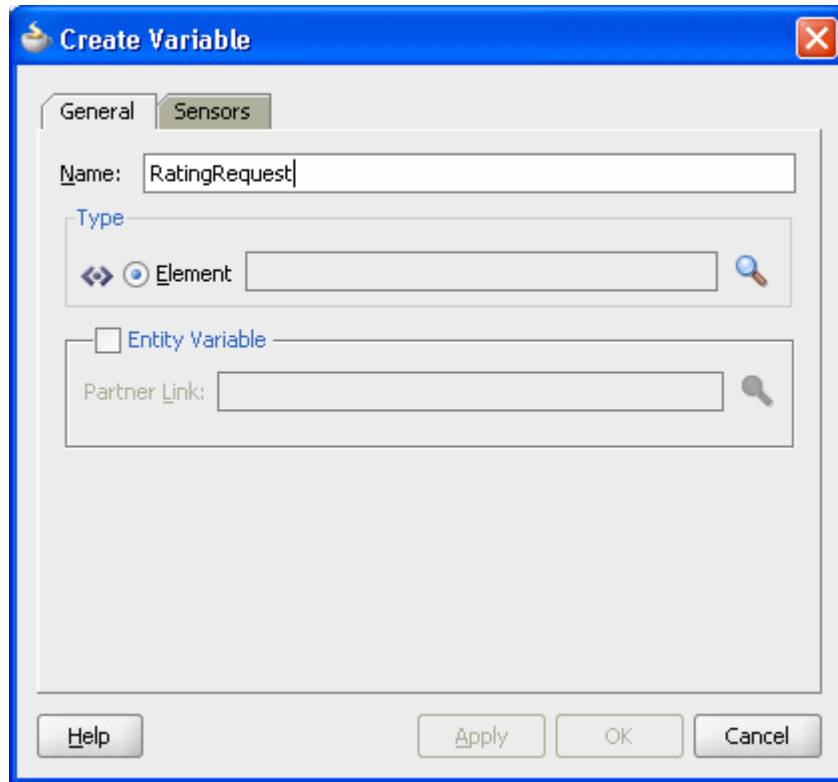 Create Variable
General Sensors
Name: RatingRequest
Type
Element
Entity Variable
Partner Link:
Help Apply OK Cancel